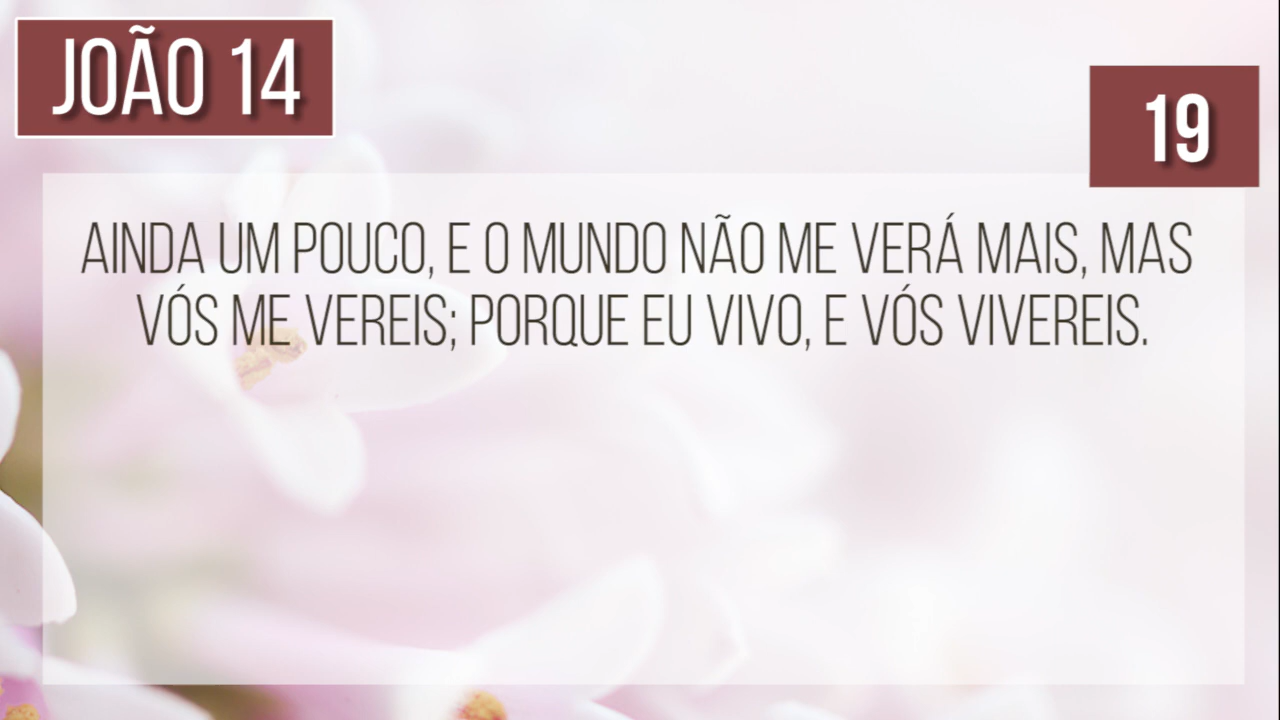 JOÃO 14
19
AINDA UM POUCO, E O MUNDO NÃO ME VERÁ MAIS, MAS
VÓS ME VEREIS; PORQUE EU VIVO, E VÓS VIVEREIS.